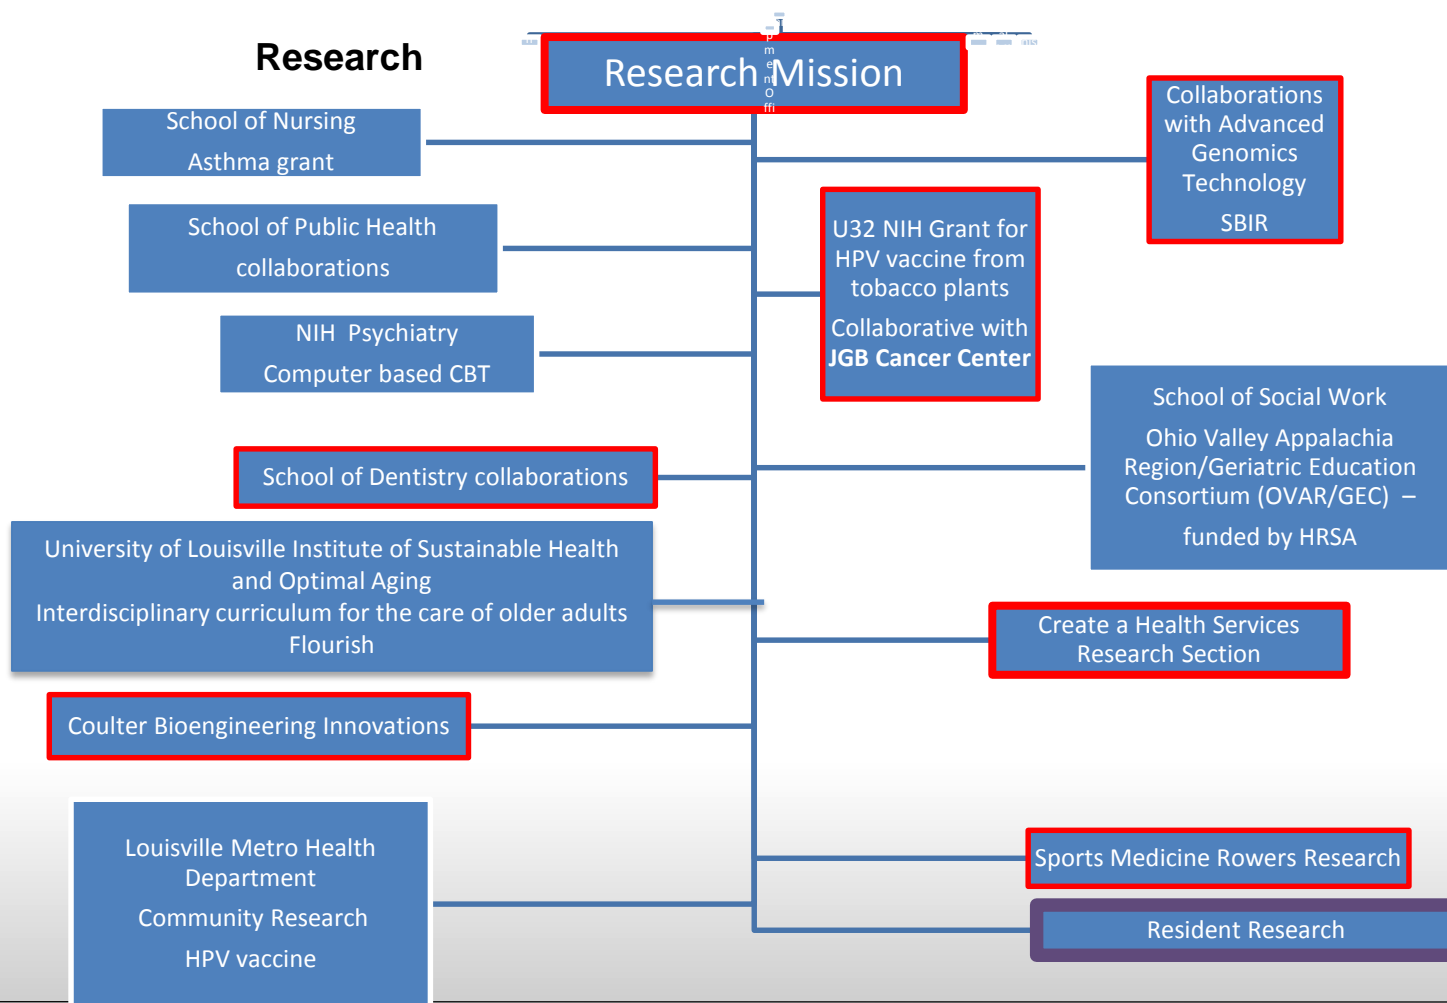 Research
Research Mission
School of Nursing
Asthma grant
Collaborations
with Advanced
Genomics
Technology
SBIR
School of Public Health
collaborations
U32 NIH Grant for
HPV vaccine from
tobacco plants
Collaborative with
JGB Cancer Center
NIH Psychiatry
Computer based CBT
School of Social Work
Ohio Valley Appalachia
Region/Geriatric Education
Consortium (OVAR/GEC) –
funded by HRSA
School of Dentistry collaborations
University of Louisville Institute of Sustainable Health
and Optimal Aging
Interdisciplinary curriculum for the care of older adults
Flourish
Create a Health Services
Research Section
Coulter Bioengineering Innovations
Louisville Metro Health
Department
Community Research
HPV vaccine
Sports Medicine Rowers Research
Resident Research